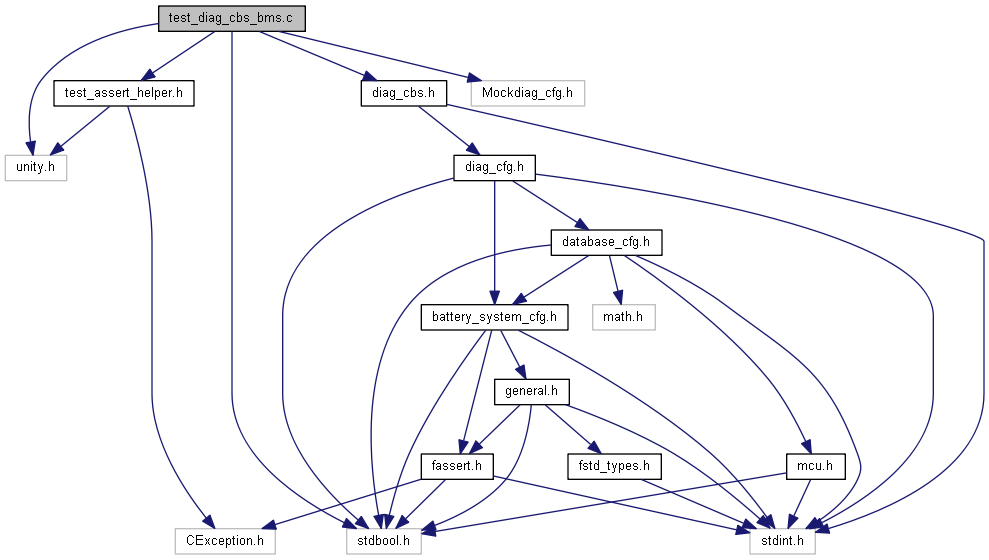 test_diag_cbs_bms.c
test_assert_helper.h
diag_cbs.h
Mockdiag_cfg.h
unity.h
diag_cfg.h
database_cfg.h
battery_system_cfg.h
math.h
general.h
fassert.h
fstd_types.h
mcu.h
CException.h
stdbool.h
stdint.h